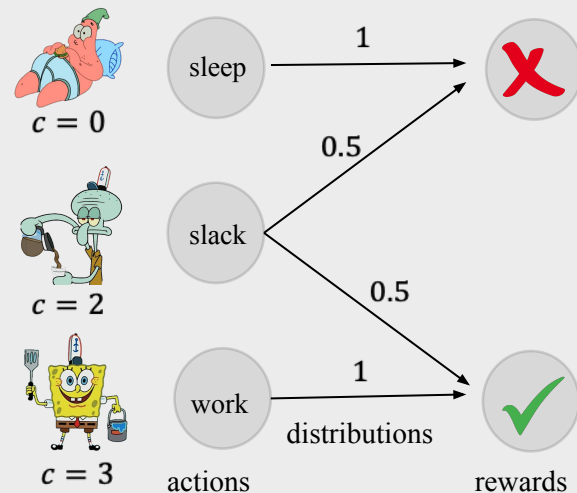 1
sleep
c = 0
0.5
slack
c = 2
0.5
1
work
distributions
c = 3
actions
rewards